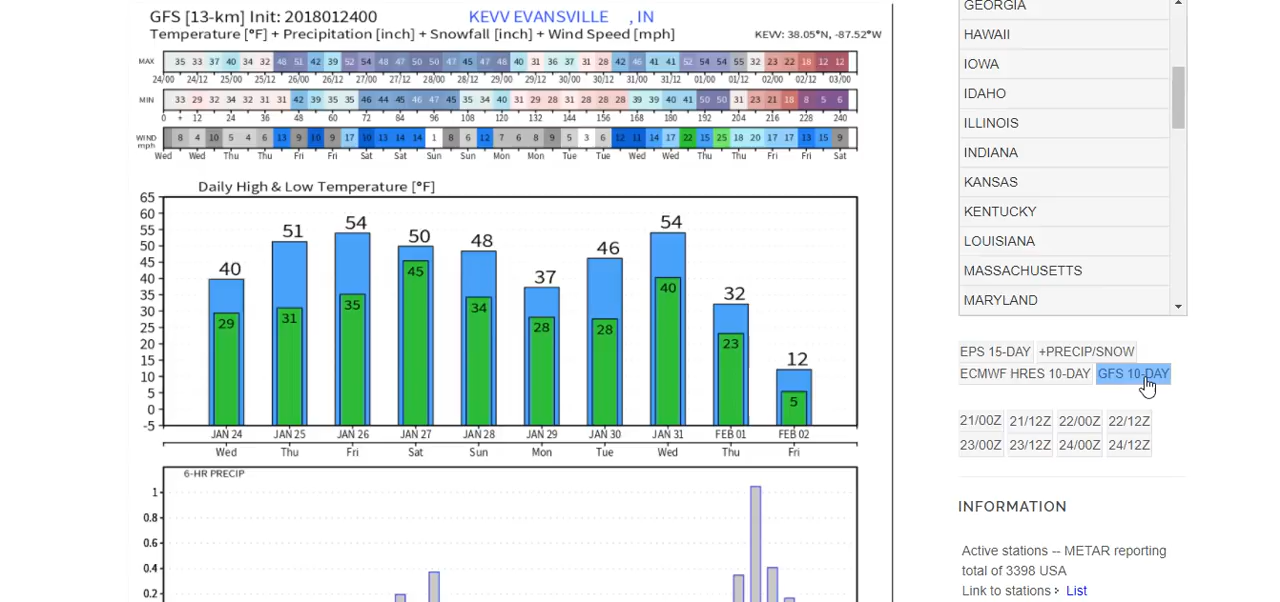 GFS [13-km] Init: 2018012400 KEVV EVANSVILLE , IN
Temperature [°F] + Precipitation [inch] + Snowfall [inch] + Wind Speed [mph] KEVV: 38.05°N, -87.52°W
MAX 35 33 37 40 34 32 48 51 42 39 52 54 48 47 50 50 47 45 47 48 40 31 36 37 31 28 42 46 41 41 52 54 54 55 32 23 22 18 12 12
24/00 24/12 25/00 25/12 26/00 26/12 27/00 27/12 28/00 28/12 29/00 29/12 30/00 30/12 31/00 31/12 01/00 01/12 02/00 02/12 03/00
MIN 33 29 32 34 32 31 31 42 39 35 35 46 44 45 46 47 45 35 34 40 31 29 28 31 28 28 28 39 39 40 41 50 50 31 23 21 18 8 5 6
0 + 12 24 36 48 60 72 84 96 108 120 132 144 156 168 180 192 204 216 228 240
WIND mph 8 4 10 5 4 6 13 9 10 9 17 10 13 14 14 1 8 6 12 7 6 8 9 5 3 6 12 11 14 17 22 15 25 18 20 17 17 13 15 9
Wed Wed Thu Thu Fri Fri Sat Sat Sun Sun Mon Mon Tue Tue Wed Wed Thu Thu Fri Fri Sat
Daily High & Low Temperature [°F]
65
60
55
50
45
40
35
30
25
20
15
10
5
0
-5
40 51 54 50 48 37 46 54 32 12
29 31 35 45 34 28 28 40 23 5
JAN 24 JAN 25 JAN 26 JAN 27 JAN 28 JAN 29 JAN 30 JAN 31 FEB 01 FEB 02
Wed Thu Fri Sat Sun Mon Tue Wed Thu Fri
6-HR PRECIP
1
0.8
0.6
0.4
0.2
GEORGIA
HAWAII
IOWA
IDAHO
ILLINOIS
INDIANA
KANSAS
KENTUCKY
LOUISIANA
MASSACHUSETTS
MARYLAND
EPS 15-DAY +PRECIP/SNOW
ECMWF HRES 10-DAY GFS 10-DAY
21/00Z 21/12Z 22/00Z 22/12Z
23/00Z 23/12Z 24/00Z 24/12Z
INFORMATION
Active stations -- METAR reporting
total of 3398 USA
Link to stations List